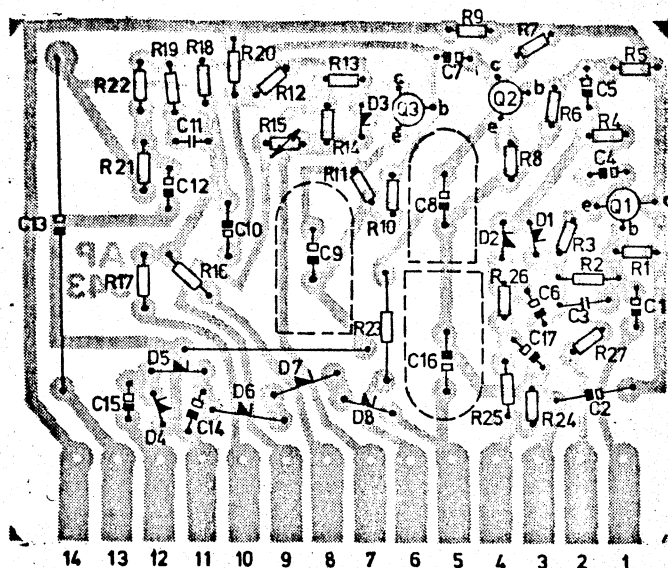 R9
R7
R19 R18 R20 R13 C7 R5
R22 R12 D3 c c b C5
Q3 b Q2 R6
C11 R15 R14 e e R4
R21 R8 C4
C12 R11 C8 e Q1 c
C13 C10 R10 D2 D1 b
C9 R3 R1
AP R16 R2
R17 043 R26 C6 C3 C1
R23 C17
D5 C16 R27
D7
C15 D6 D8 C2
D4 C14 R25 R24
14 13 12 11 10 9 8 7 6 5 4 3 2 1